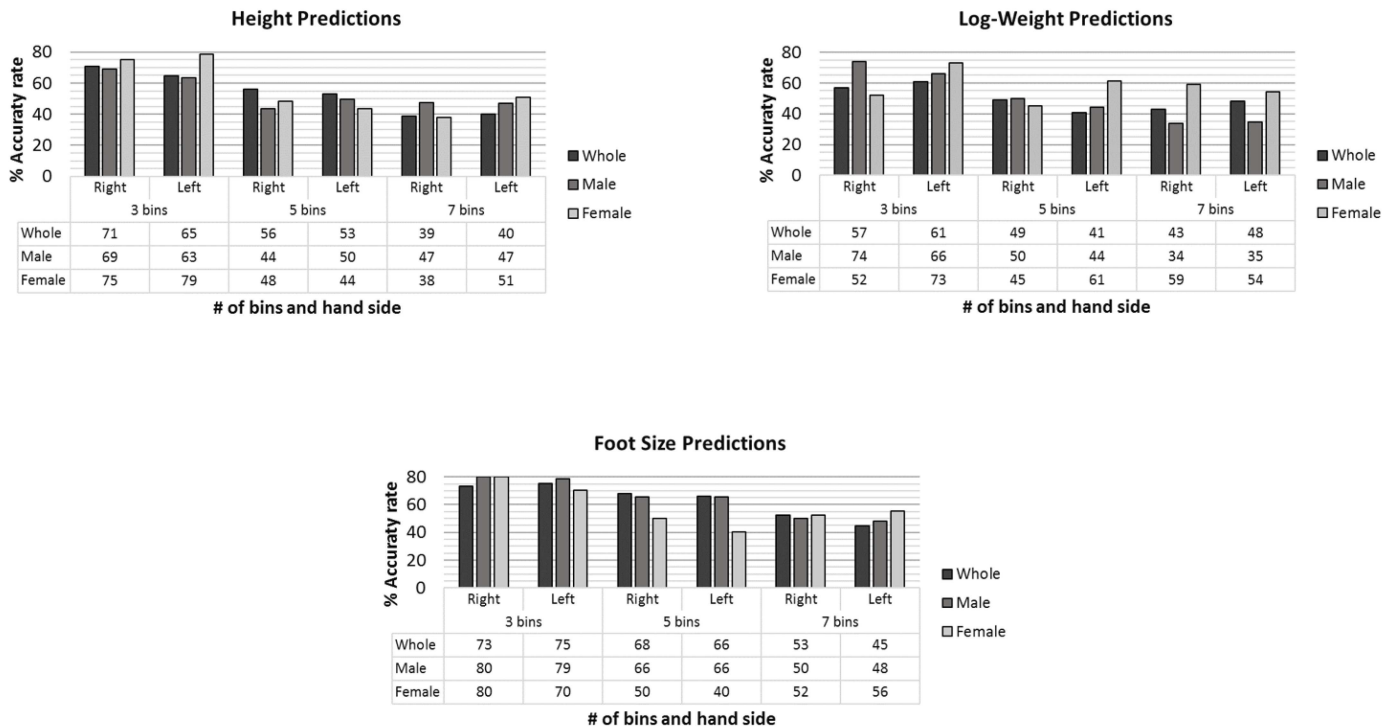 Height Predictions
% Accuraty rate
80
60
40
20
0
Right Left Right Left Right Left
3 bins 5 bins 7 bins
Whole 71 65 56 53 39 40
Male 69 63 44 50 47 47
Female 75 79 48 44 38 51
# of bins and hand side
Whole
Male
Female
Log-Weight Predictions
% Accuraty rate
80
60
40
20
0
Right Left Right Left Right Left
3 bins 5 bins 7 bins
Whole 57 61 49 41 43 48
Male 74 66 50 44 34 35
Female 52 73 45 61 59 54
# of bins and hand side
Whole
Male
Female
Foot Size Predictions
% Accuraty rate
80
60
40
20
0
Right Left Right Left Right Left
3 bins 5 bins 7 bins
Whole 73 75 68 66 53 45
Male 80 79 66 66 50 48
Female 80 70 50 40 52 56
# of bins and hand side
Whole
Male
Female